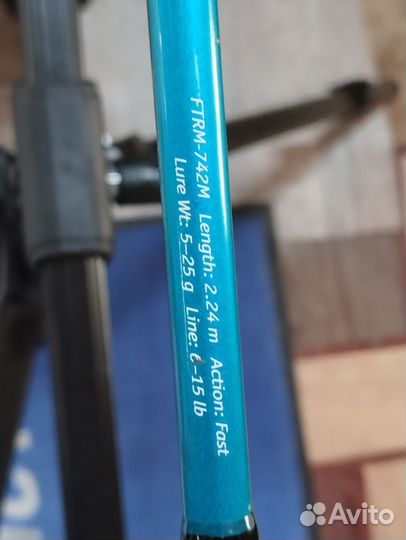 FTRM-742M Length: 2.24 m Action: Fast
Lure Wt: 5-25 g Line: 6-15 lb
Avito